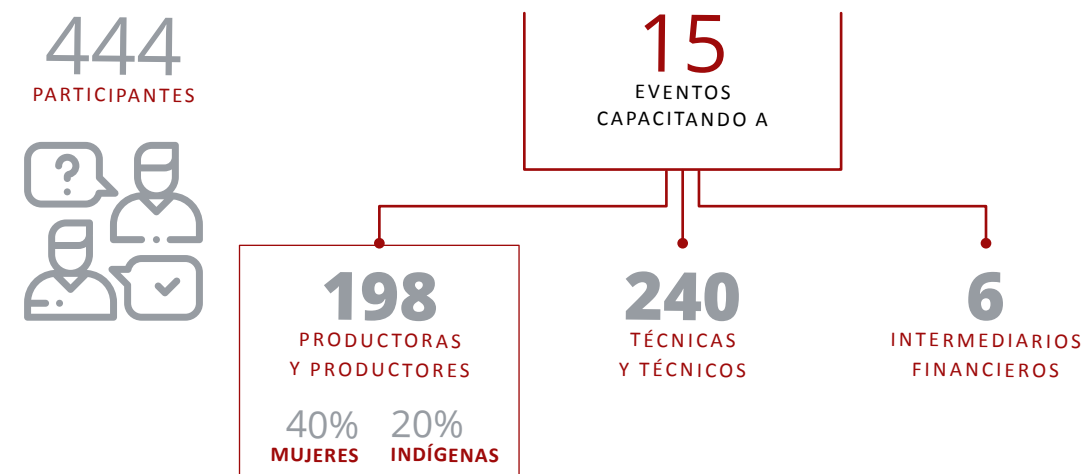 444
PARTICIPANTES
?
15
EVENTOS
CAPACITANDO A
198
PRODUCTORAS
Y PRODUCTORES
40%
MUJERES
20%
INDÍGENAS
240
TÉCNICAS
Y TÉCNICOS
6
INTERMEDIARIOS
FINANCIEROS